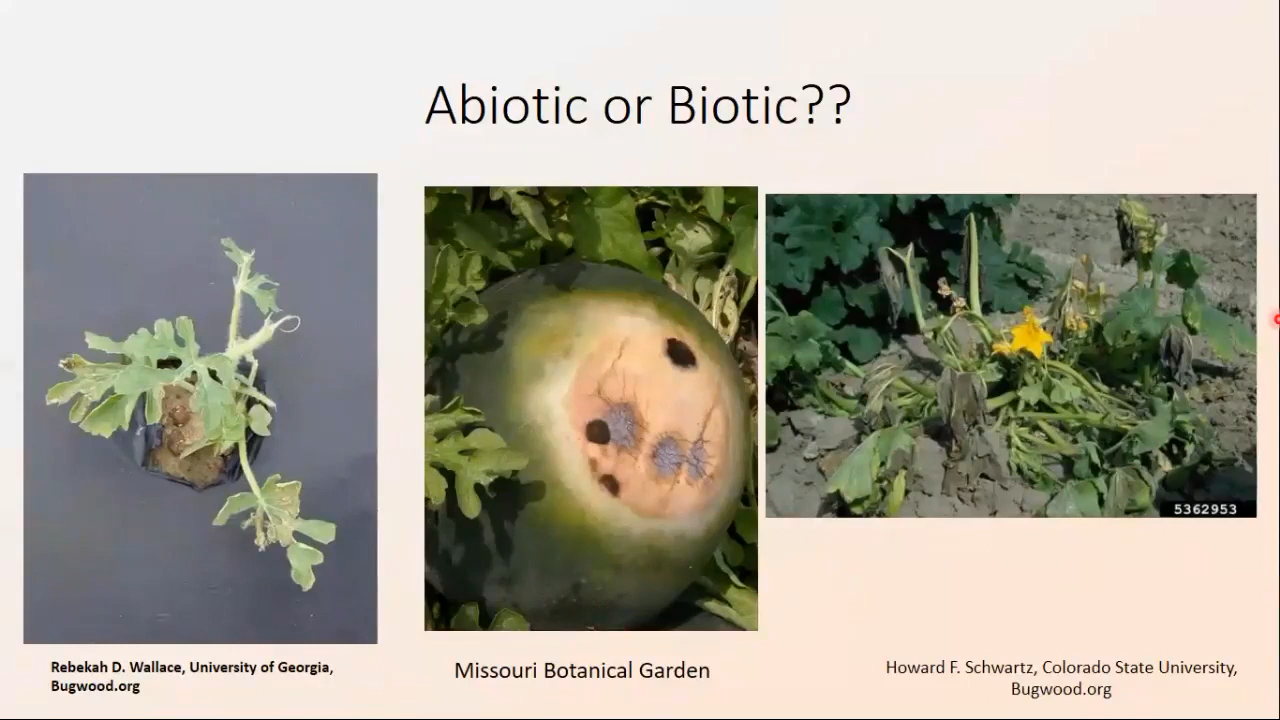 Abiotic or Biotic??
5362953
Rebekah D. Wallace, University of Georgia,
Bugwood.org
Missouri Botanical Garden
Howard F. Schwartz, Colorado State University,
Bugwood.org